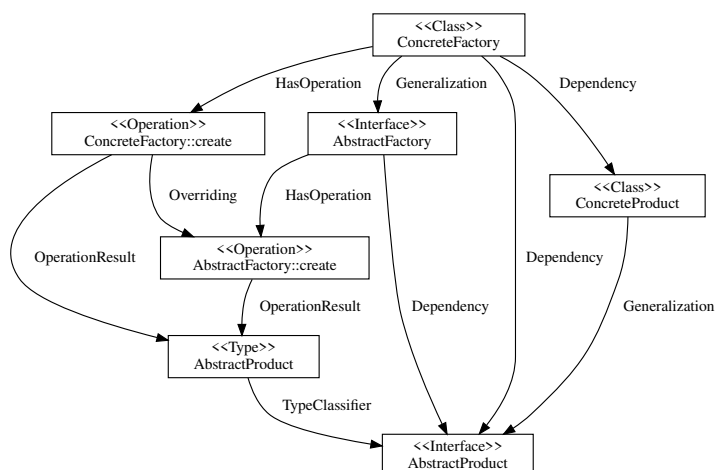 <<Class>>
ConcreteFactory
HasOperation
Generalization
Dependency
<<Operation>>
ConcreteFactory::create
<<Interface>>
AbstractFactory
<<Class>>
ConcreteProduct
Overriding
HasOperation
<<Operation>>
AbstractFactory::create
OperationResult
Dependency
OperationResult
Dependency
Generalization
<<Type>>
AbstractProduct
TypeClassifier
<<Interface>>
AbstractProduct